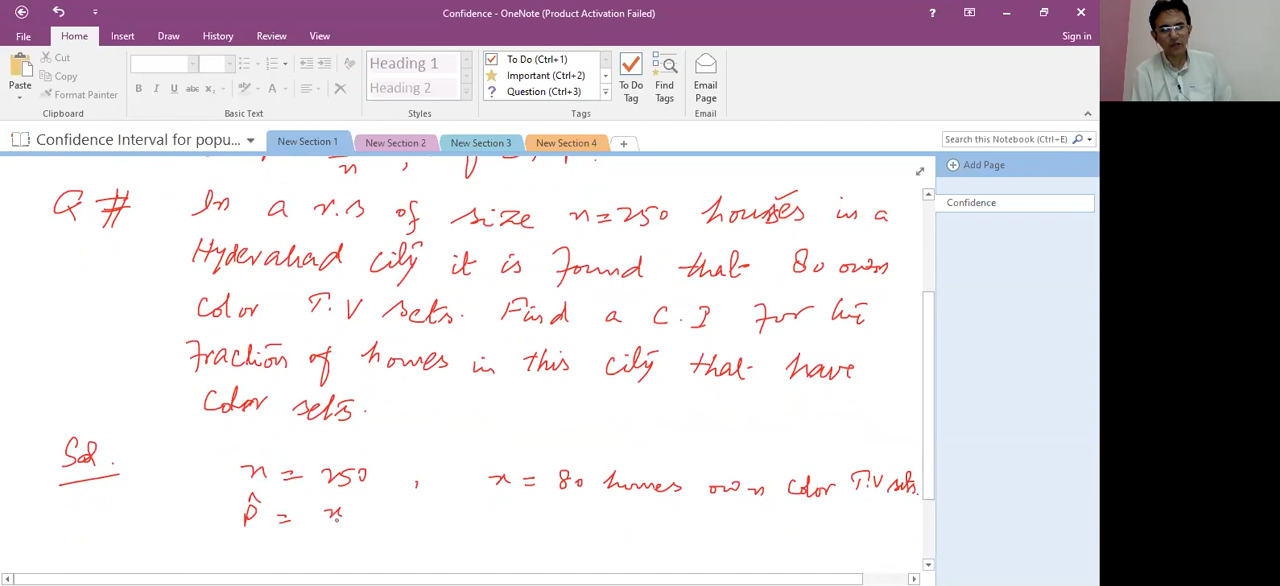 Confidence - OneNote (Product Activation Failed)
File Home Insert Draw History Review View Sign in
Paste Cut Copy Format Painter
B I U abc x₂ A
Heading 1
Heading 2
To Do (Ctrl+1)
Important (Ctrl+2)
Question (Ctrl+3)
To Do Tag
Find Tags
Email Page
Clipboard Basic Text Styles Tags Email
Confidence Interval for popu... New Section 1 New Section 2 New Section 3 New Section 4 Search this Notebook (Ctrl+E)
Add Page
Confidence
n
Q # In a r.s of size n=250 houses in a
Hyderabad city it is found that 80 own
color T.V sets. Find a C.I for the
fraction of homes in this city that have
color sets.
Sol. n = 250 , x = 80 homes own color T.V sets.
p̂ = x